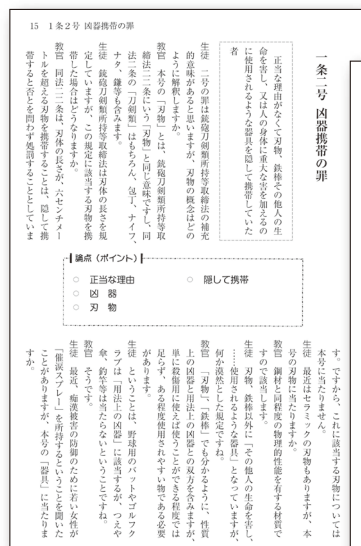 15　1条2号　凶器携帯の罪
一条二号　凶器携帯の罪
正当な理由がなくて刃物、鉄棒その他人の生
命を害し、又は人の身体に重大な害を加えるの
に使用されるような器具を隠して携帯していた
者
生徒　二号の罪は銃砲刀剣類所持等取締法の補充
的意味があると思いますが、刃物の概念はどの
ように解釈しますか。
教官　本号の「刃物」とは、銃砲刀剣類所持等取
締法二二条にいう「刃物」と同じ意味ですし、同
法二条の「刀剣類」はもちろん、包丁、ナイフ、
ナタ、鎌等も含みます。
生徒　銃砲刀剣類所持等取締法は刃体の長さを規
定していますが、この規定に該当する刃物を携
帯した場合はどうなりますか。
教官　同法二二条は、刃体の長さが、六センチメー
トルを超える刃物を携帯することは、隠して携
帯すると否とを問わず処罰することとしていま
論点（ポイント）
○　正当な理由
○　凶　器
○　刃　物
○　隠して携帯
す。ですから、これに該当する刃物については
本号に当たりません。
生徒　最近はセラミックの刃物もありますが、本
号の刃物に当たりますか。
教官　鋼材と同程度の物理的性能を有する材質で
すので該当します。
生徒　刃物、鉄棒以外に「その他人の生命を害し、
……使用されるような器具」となっていますが、
何か漠然とした規定ですね。
教官　「刃物」、「鉄棒」でも分かるように、性質
上の凶器と用法上の凶器との双方を含みますが、
単に殺傷用に使えば使うことができる程度では
足らず、ある程度使用されやすい物である必要
があります。
生徒　ということは、野球用のバットやゴルフク
ラブは「用法上の凶器」に該当するが、つえや
傘、釣竿等は当たらないということですね。
教官　そうです。
生徒　最近、痴漢被害の防御のために若い女性が
「催涙スプレー」を所持するということを聞いた
ことがありますが、本号の「器具」に当たりま
すか。